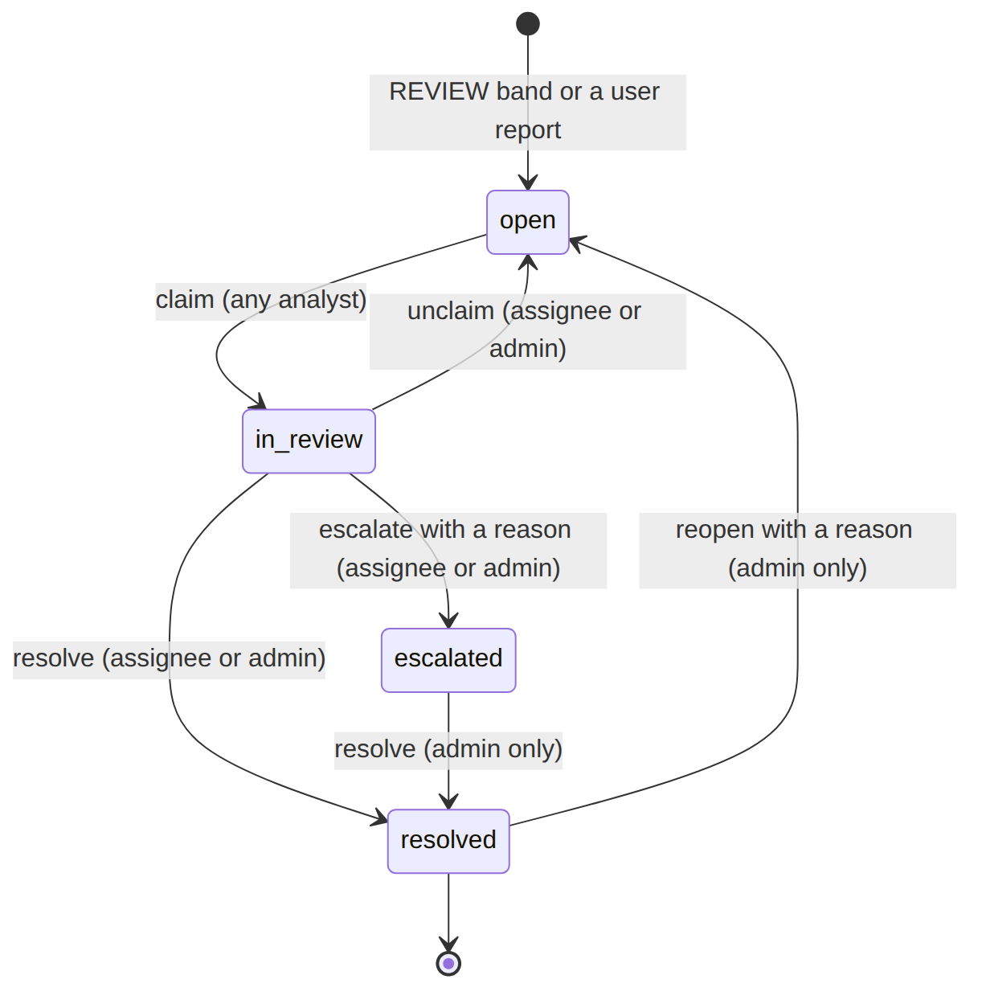 REVIEW band or a user
report
open
claim (any analyst)
unclaim (assignee or
admin)
in_review
escalate with a reason
(assignee or admin)
reopen with a reason
(admin only)
resolve (assignee or admin)
escalated
resolve (admin only)
resolved